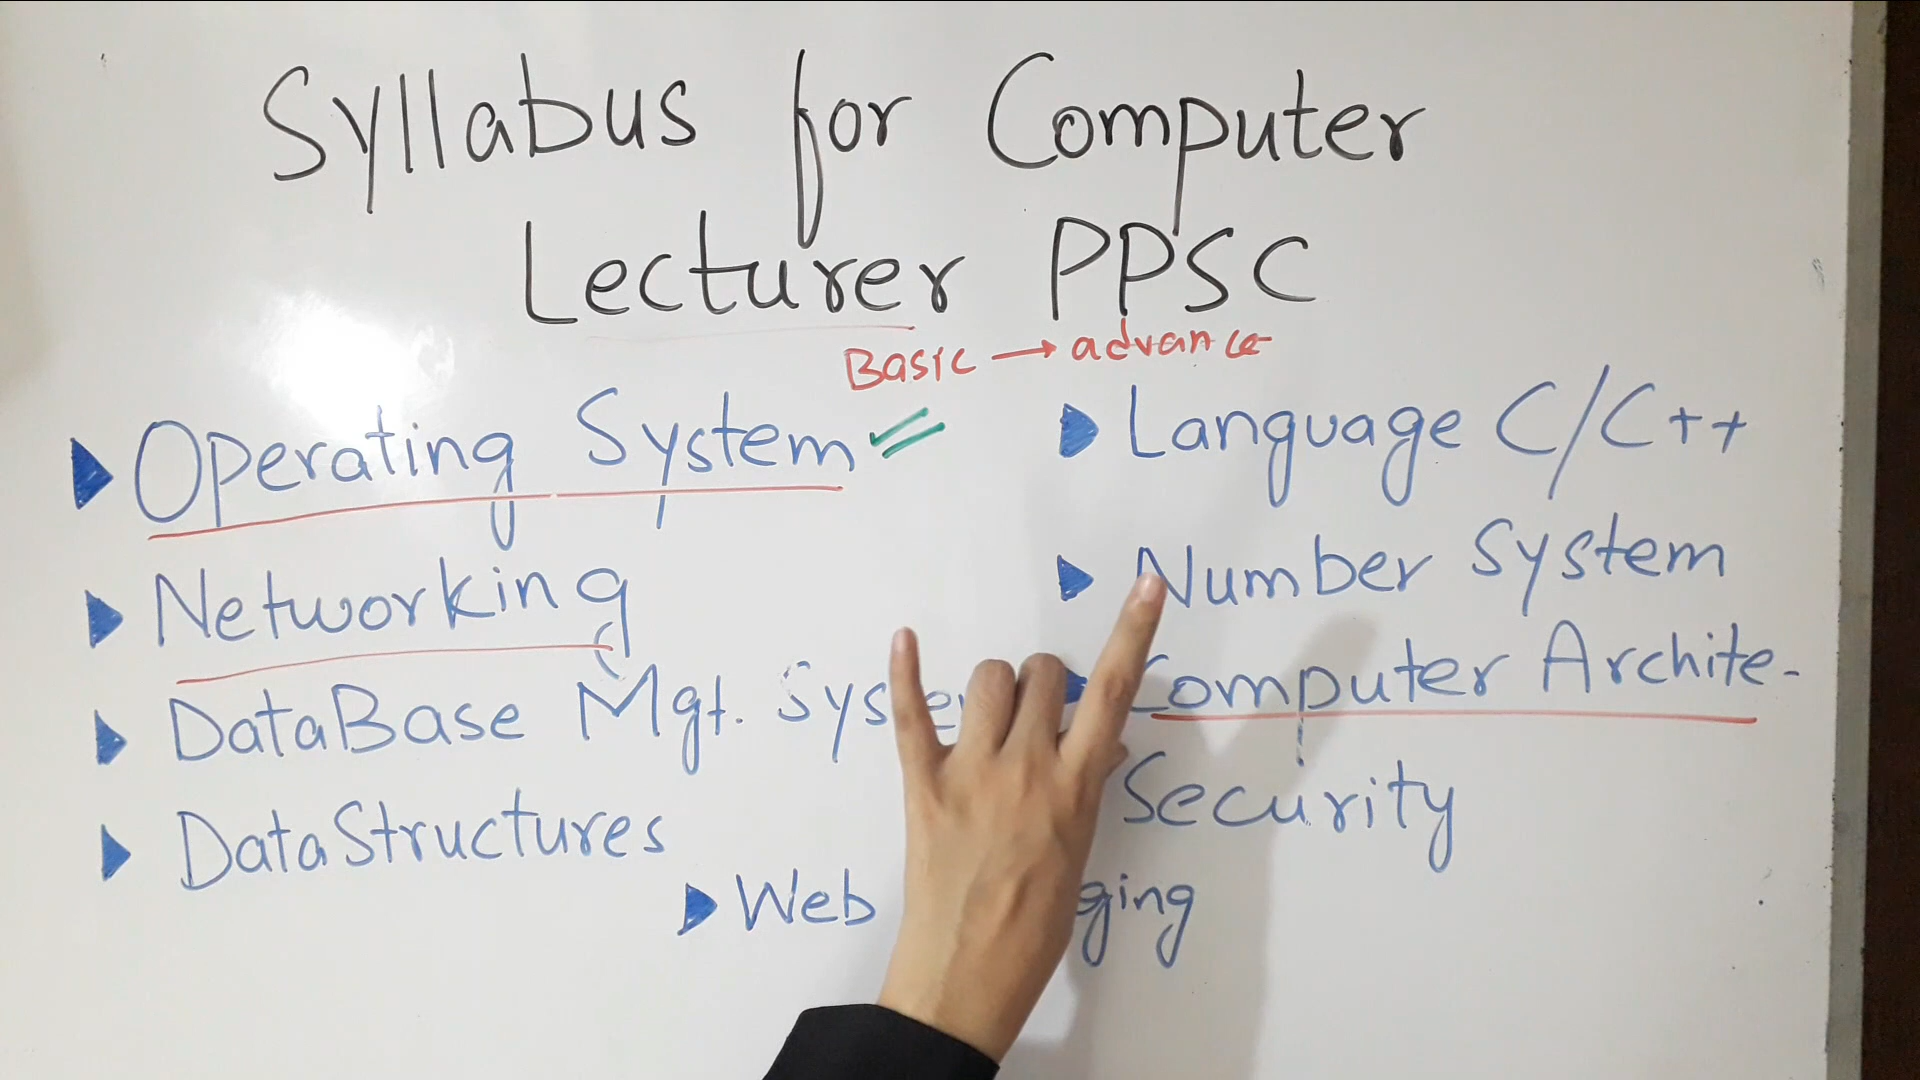 Syllabus for Computer
Lecturer PPSC
Basic → advance
Operating System
Networking
DataBase Mgt.
DataStructures
Language C/C++
Number System
Computer Archite-
Security
Web